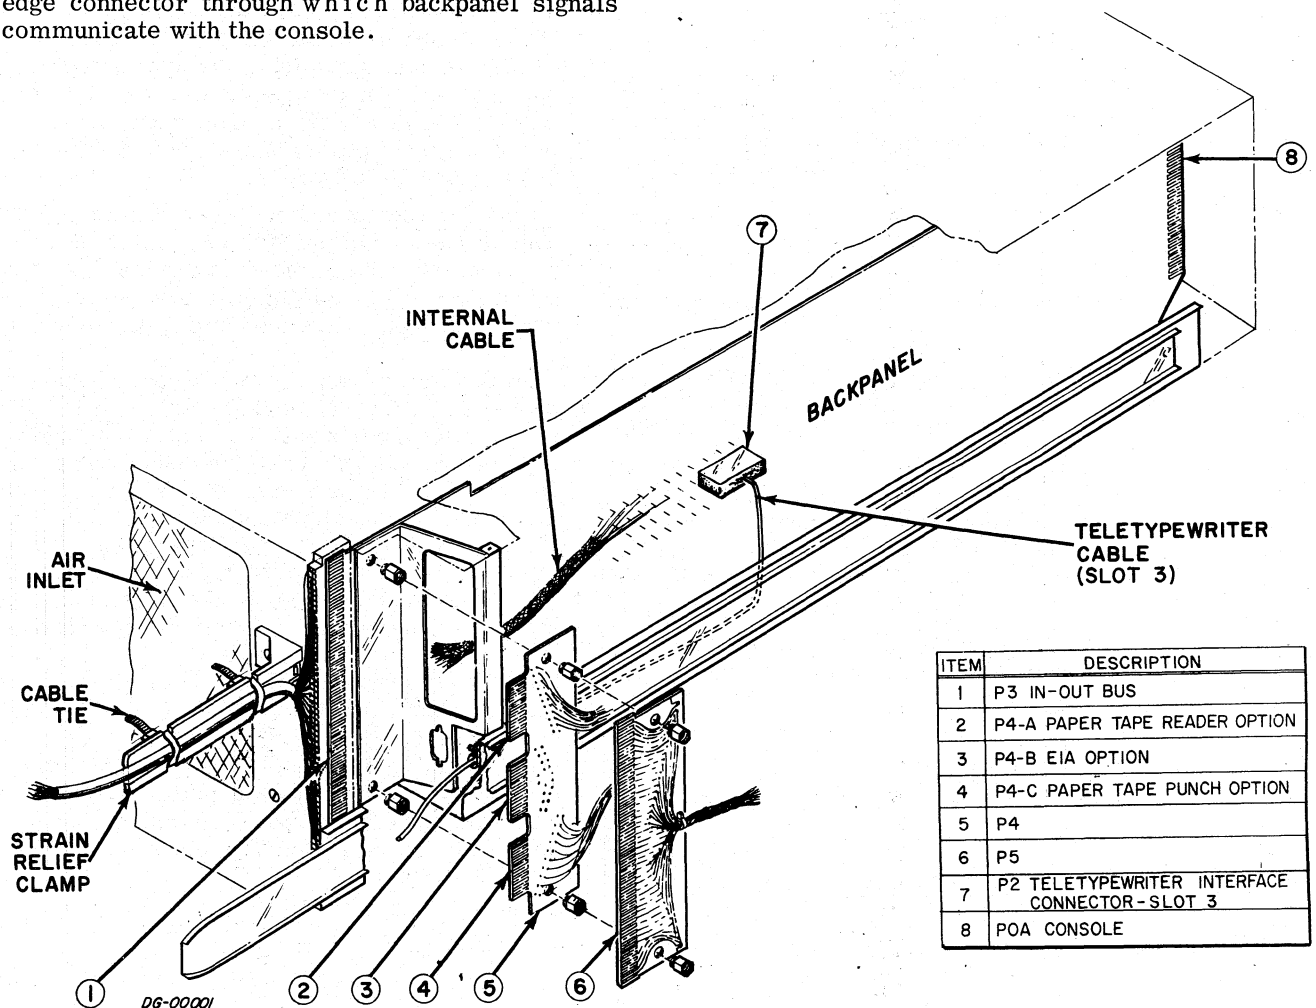 edge connector through which backpanel signals
communicate with the console.
8
7
INTERNAL
CABLE
BACKPANEL
AIR
INLET
TELETYPEWRITER
CABLE
(SLOT 3)
CABLE
TIE
STRAIN
RELIEF
CLAMP
ITEM DESCRIPTION
1 P3 IN-OUT BUS
2 P4-A PAPER TAPE READER OPTION
3 P4-B EIA OPTION
4 P4-C PAPER TAPE PUNCH OPTION
5 P4
6 P5
7 P2 TELETYPEWRITER INTERFACE
CONNECTOR-SLOT 3
8 POA CONSOLE
1 2 3 4 5 6
DG-00001